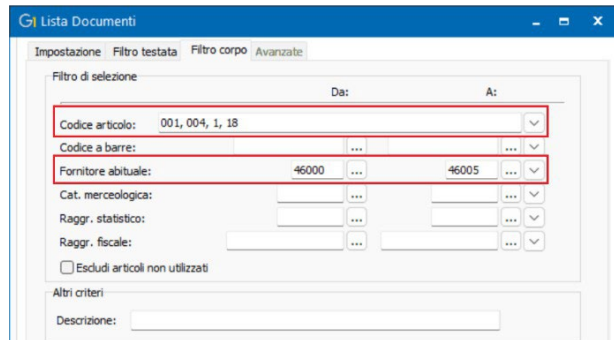 G1 Lista Documenti
Impostazione Filtro testata Filtro corpo Avanzate
Filtro di selezione
Da: A:
Codice articolo: 001, 004, 1, 18
Codice a barre: ... ...
Fornitore abituale: 46000 ... 46005 ...
Cat. merceologica: ... ...
Raggr. statistico: ... ...
Raggr. fiscale: ... ...
Escludi articoli non utilizzati
Altri criteri
Descrizione: